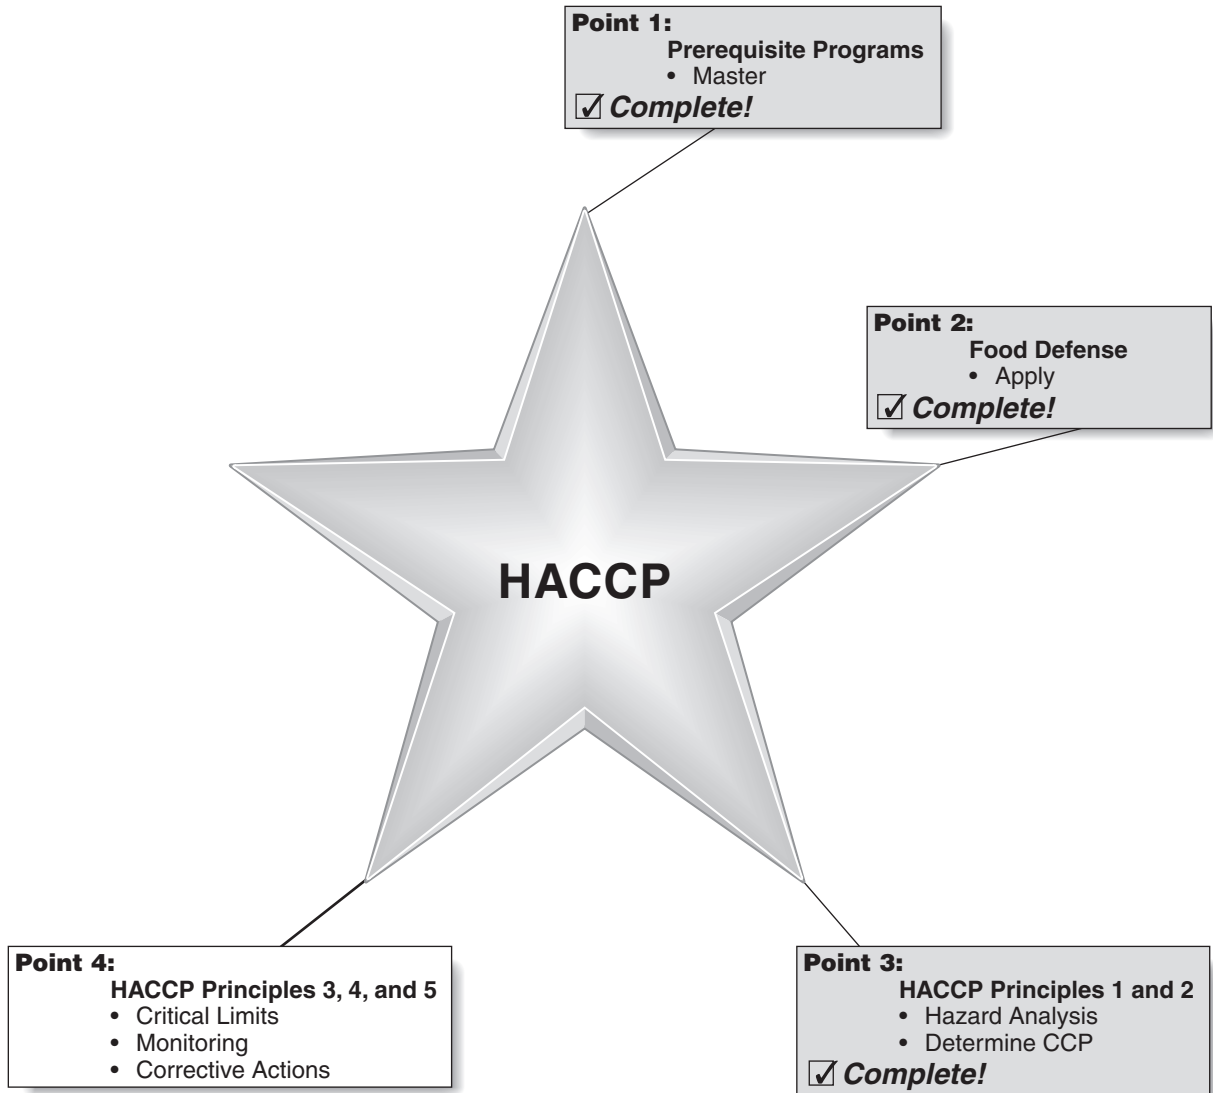 Point 1:
Prerequisite Programs
• Master
☑ Complete!
Point 2:
Food Defense
• Apply
☑ Complete!
HACCP
Point 4:
HACCP Principles 3, 4, and 5
• Critical Limits
• Monitoring
• Corrective Actions
Point 3:
HACCP Principles 1 and 2
• Hazard Analysis
• Determine CCP
☑ Complete!